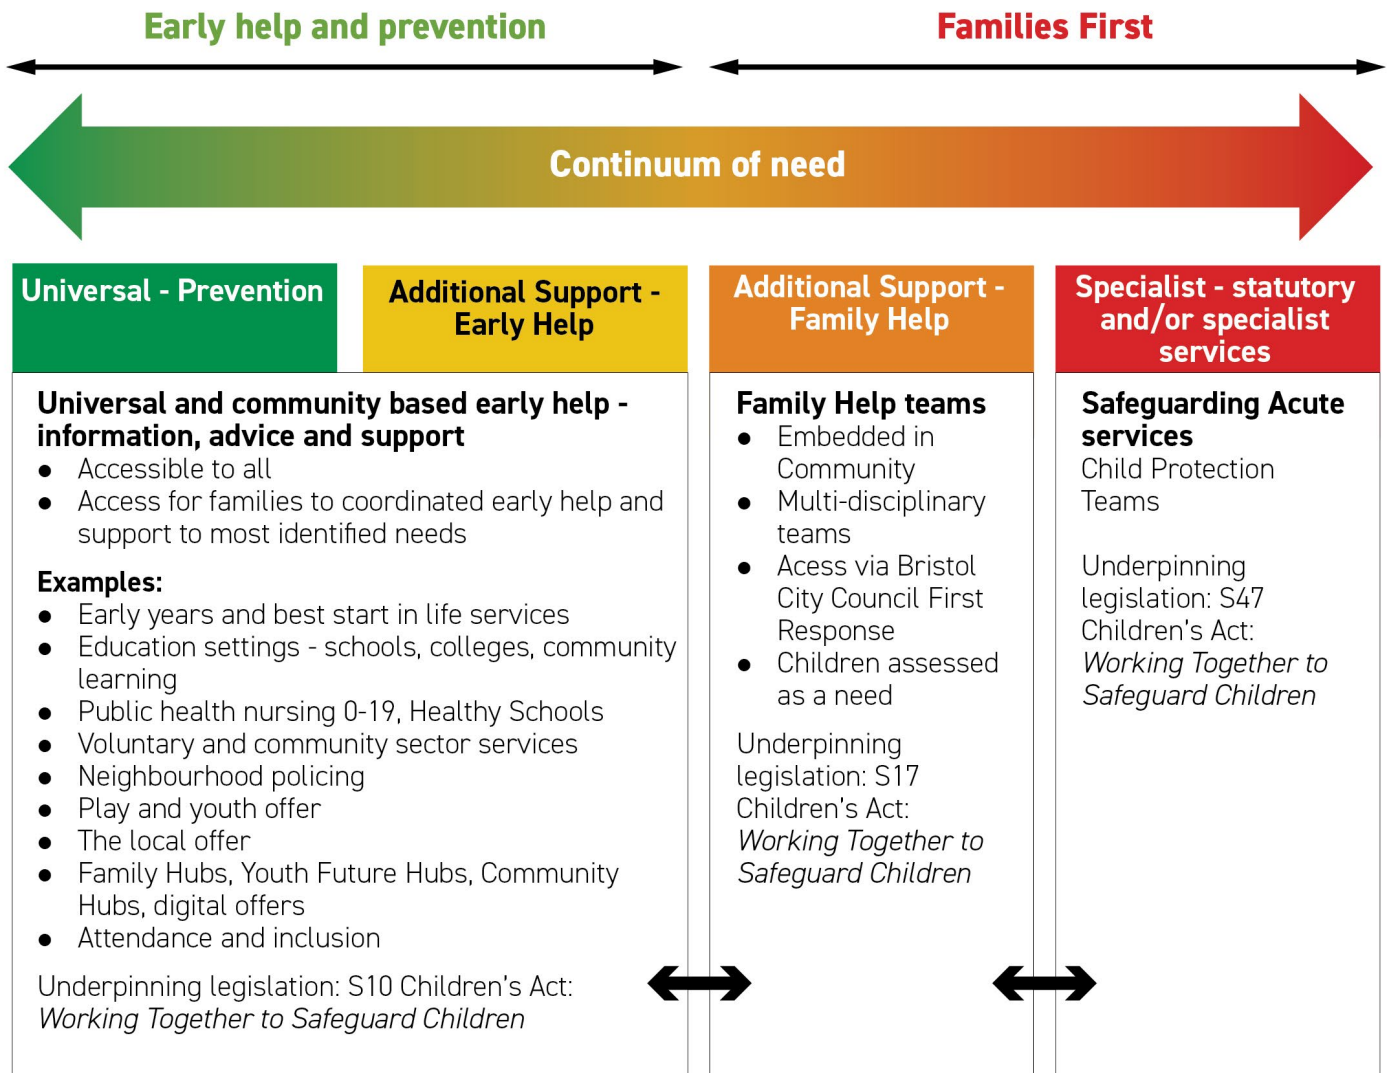 Early help and prevention
Families First
Continuum of need
Universal - Prevention
Additional Support -
Early Help
Additional Support -
Family Help
Specialist - statutory
and/or specialist
services
Universal and community based early help -
information, advice and support
● Accessible to all
● Access for families to coordinated early help and
support to most identified needs
Examples:
● Early years and best start in life services
● Education settings - schools, colleges, community
learning
● Public health nursing 0-19, Healthy Schools
● Voluntary and community sector services
● Neighbourhood policing
● Play and youth offer
● The local offer
● Family Hubs, Youth Future Hubs, Community
Hubs, digital offers
● Attendance and inclusion
Underpinning legislation: S10 Children's Act:
Working Together to Safeguard Children
Family Help teams
● Embedded in
Community
● Multi-disciplinary
teams
● Acess via Bristol
City Council First
Response
● Children assessed
as a need
Underpinning
legislation: S17
Children's Act:
Working Together to
Safeguard Children
Safeguarding Acute
services
Child Protection
Teams
Underpinning
legislation: S47
Children's Act:
Working Together to
Safeguard Children